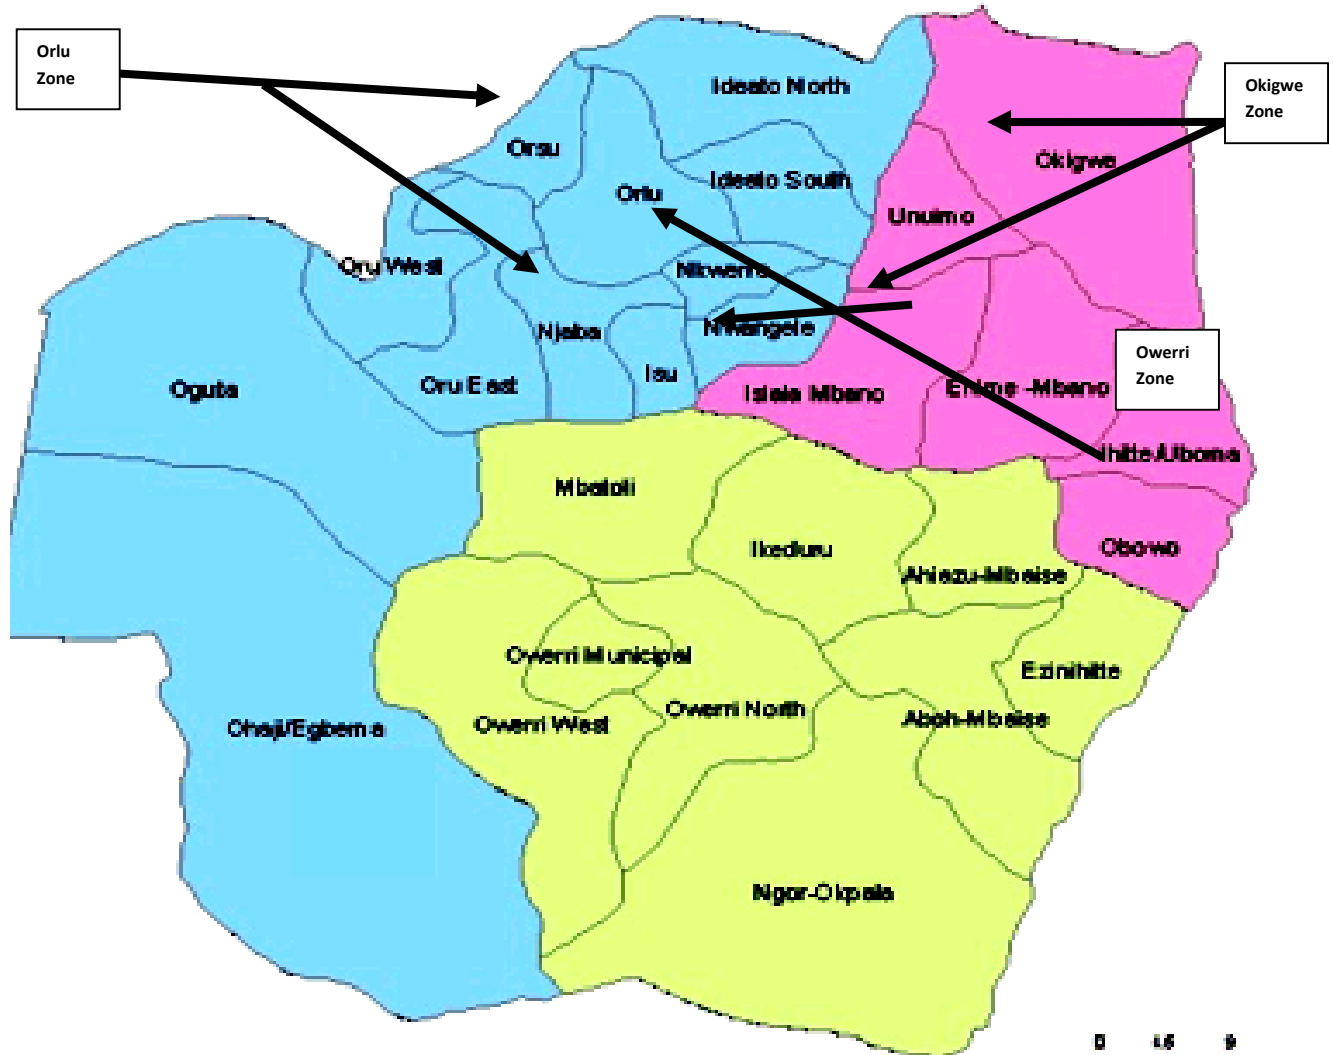 Orlu
Zone
Okigwe
Zone
Ideato North
Orsu
Okigwe
Ideato South
Orlu
Unuimo
Oru West
Nkwerre
Njaba
Nwangele
Owerri
Zone
Isu
Oru East
Oguta
Isiala Mbano
Ehime -Mbano
Ihitte/Uboma
Mbatoli
Ikeduru
Obowo
Ahiazu-Mbaise
Owerri Municipal
Ezinihitte
Owerri North
Aboh-Mbaise
Owerri West
Ohaji/Egbema
Ngor-Okpala
0 4.5 9